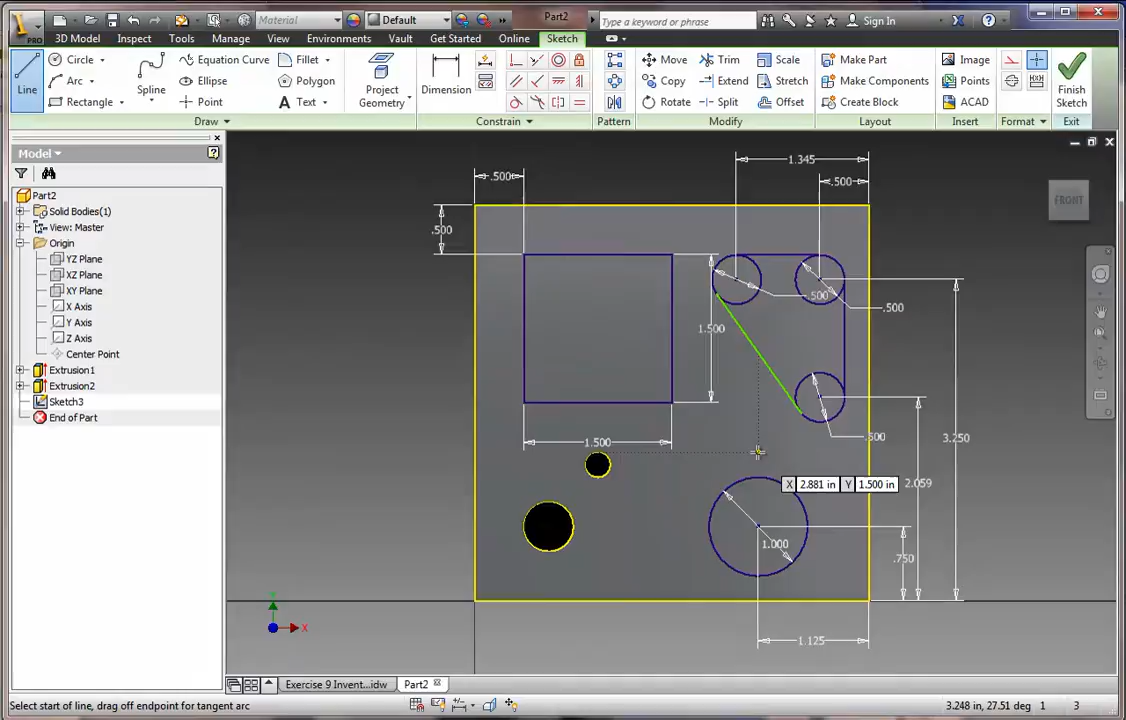 Material
Default
Part2
Type a keyword or phrase
Sign In
PRO
3D Model Inspect Tools Manage View Environments Vault Get Started Online Sketch
Line
Circle
Arc
Rectangle
Spline
Equation Curve
Ellipse
Point
Fillet
Polygon
Text
Project
Geometry
Dimension
Move
Copy
Rotate
Trim
Extend
Split
Scale
Stretch
Offset
Make Part
Make Components
Create Block
Image
Points
ACAD
Finish
Sketch
Draw Constrain Pattern Modify Layout Insert Format Exit
Model
Part2
Solid Bodies(1)
View: Master
Origin
YZ Plane
XZ Plane
XY Plane
X Axis
Y Axis
Z Axis
Center Point
Extrusion1
Extrusion2
Sketch3
End of Part
1.345
.500
.500
.500
FRONT
.500
.500
1.500
3.250
.500
1.500
X 2.881 in Y 1.500 in 2.059
1.000
.750
1.125
Y
X
Exercise 9 Invent...idw
Part2
Select start of line, drag off endpoint for tangent arc
3.248 in, 27.51 deg 1 3